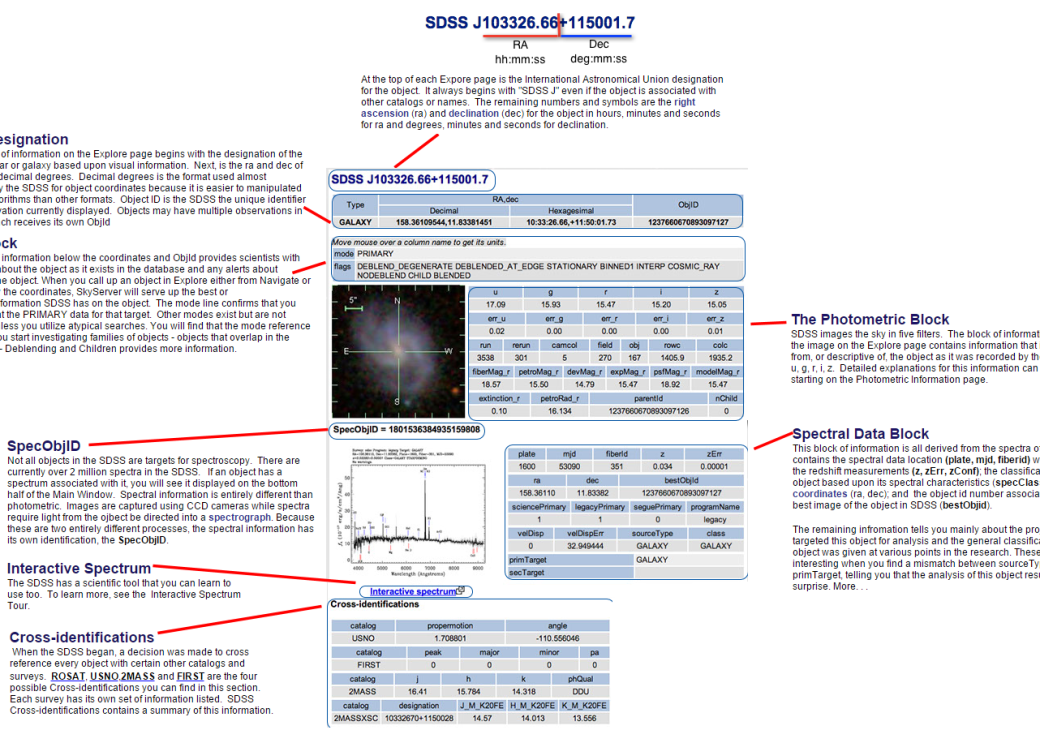 SDSS J103326.66+115001.7
RA Dec
hh:mm:ss deg:mm:ss
At the top of each Expore page is the International Astronomical Union designation
for the object. It always begins with "SDSS J" even if the object is associated with
other catalogs or names. The remaining numbers and symbols are the right
ascension (ra) and declination (dec) for the object in hours, minutes and seconds
for ra and degrees, minutes and seconds for declination.
esignation
of information on the Explore page begins with the designation of the
ar or galaxy based upon visual information. Next, is the ra and dec of
decimal degrees. Decimal degrees is the format used almost
y the SDSS for object coordinates because it is easier to manipulated
orithms than other formats. Object ID is the SDSS the unique identifier
vation currently displayed. Objects may have multiple observations in
ch receives its own ObjId
ock
information below the coordinates and ObjId provides scientists with
about the object as it exists in the database and any alerts about
he object. When you call up an object in Explore either from Navigate or
y the coordinates, SkyServer will serve up the best or
formation SDSS has on the object. The mode line confirms that you
at the PRIMARY data for that target. Other modes exist but are not
less you utilize atypical searches. You will find that the mode reference
ou start investigating families of objects - objects that overlap in the
- Deblending and Children provides more information.
SpecObjID
Not all objects in the SDSS are targets for spectroscopy. There are
currently over 2 million spectra in the SDSS. If an object has a
spectrum associated with it, you will see it displayed on the bottom
half of the Main Window. Spectral information is entirely different than
photometric. Images are captured using CCD cameras while spectra
require light from the ojbect be directed into a spectrograph. Because
these are two entirely different processes, the spectral information has
its own identification, the SpecObjID.
Interactive Spectrum
The SDSS has a scientific tool that you can learn to
use too. To learn more, see the Interactive Spectrum
Tour.
Cross-identifications
When the SDSS began, a decision was made to cross
reference every object with certain other catalogs and
surveys. ROSAT, USNO,2MASS and FIRST are the four
possible Cross-identifications you can find in this section.
Each survey has its own set of information listed. SDSS
Cross-identifications contains a summary of this information.
SDSS J103326.66+115001.7
Type RA,dec ObjID
Decimal Hexagesimal
GALAXY 158.36109544,11.83381451 10:33:26.66,+11:50:01.73 1237660670893097127
Move mouse over a column name to get its units.
mode PRIMARY
flags DEBLEND_DEGENERATE DEBLENDED_AT_EDGE STATIONARY BINNED1 INTERP COSMIC_RAY
NODEBLEND CHILD BLENDED
5" N
E W
S
u g r i z
17.09 15.93 15.47 15.20 15.05
err_u err_g err_r err_i err_z
0.02 0.00 0.00 0.00 0.01
run rerun camcol field obj rowc colc
3538 301 5 270 167 1405.9 1935.2
fiberMag_r petroMag_r devMag_r expMag_r psfMag_r modelMag_r
18.57 15.50 14.79 15.47 18.92 15.47
extinction_r petroRad_r parentId nChild
0.10 16.134 1237660670893097126 0
SpecObjID = 1801536384935159808
4000 5000 6000 7000 8000 9000
Wavelength (Angstroms)
Interactive spectrum
plate mjd fiberId z zErr
1600 53090 351 0.034 0.00001
ra dec bestObjid
158.36110 11.83382 1237660670893097127
sciencePrimary legacyPrimary seguePrimary programName
1 1 0 legacy
velDisp velDispErr sourceType class
0 32.949444 GALAXY GALAXY
primTarget GALAXY
secTarget
Cross-identifications
catalog propermotion angle
USNO 1.708801 -110.556046
catalog peak major minor pa
FIRST 0 0 0 0
catalog j h k phQual
2MASS 16.41 15.784 14.318 DDU
catalog designation J_M_K20FE H_M_K20FE K_M_K20FE
2MASSXSC 10332670+1150028 14.57 14.013 13.556
The Photometric Block
SDSS images the sky in five filters. The block of informat
the image on the Explore page contains information that i
from, or descriptive of, the object as it was recorded by th
u, g, r, i, z. Detailed explanations for this information can
starting on the Photometric Information page.
Spectral Data Block
This block of information is all derived from the spectra of
contains the spectral data location (plate, mjd, fiberid) w
the redshift measurements (z, zErr, zConf); the classifica
object based upon its spectral characteristics (specClas
coordinates (ra, dec); and the object id number associa
best image of the object in SDSS (bestObjid).
The remaining infromation tells you mainly about the pro
targeted this object for analysis and the general classifica
object was given at various points in the research. These
interesting when you find a mismatch between sourceTy
primTarget, telling you that the analysis of this object resu
surprise. More. . .